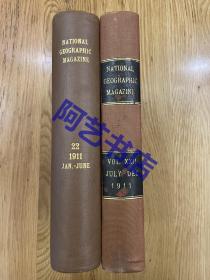 NATIONAL
GEOGRAPHIC
MAGAZINE
22
1911
JAN.-JUNE
NATIONAL
GEOGRAPHIC
MAGAZINE
JULY-DEC
1911
阿艺书店